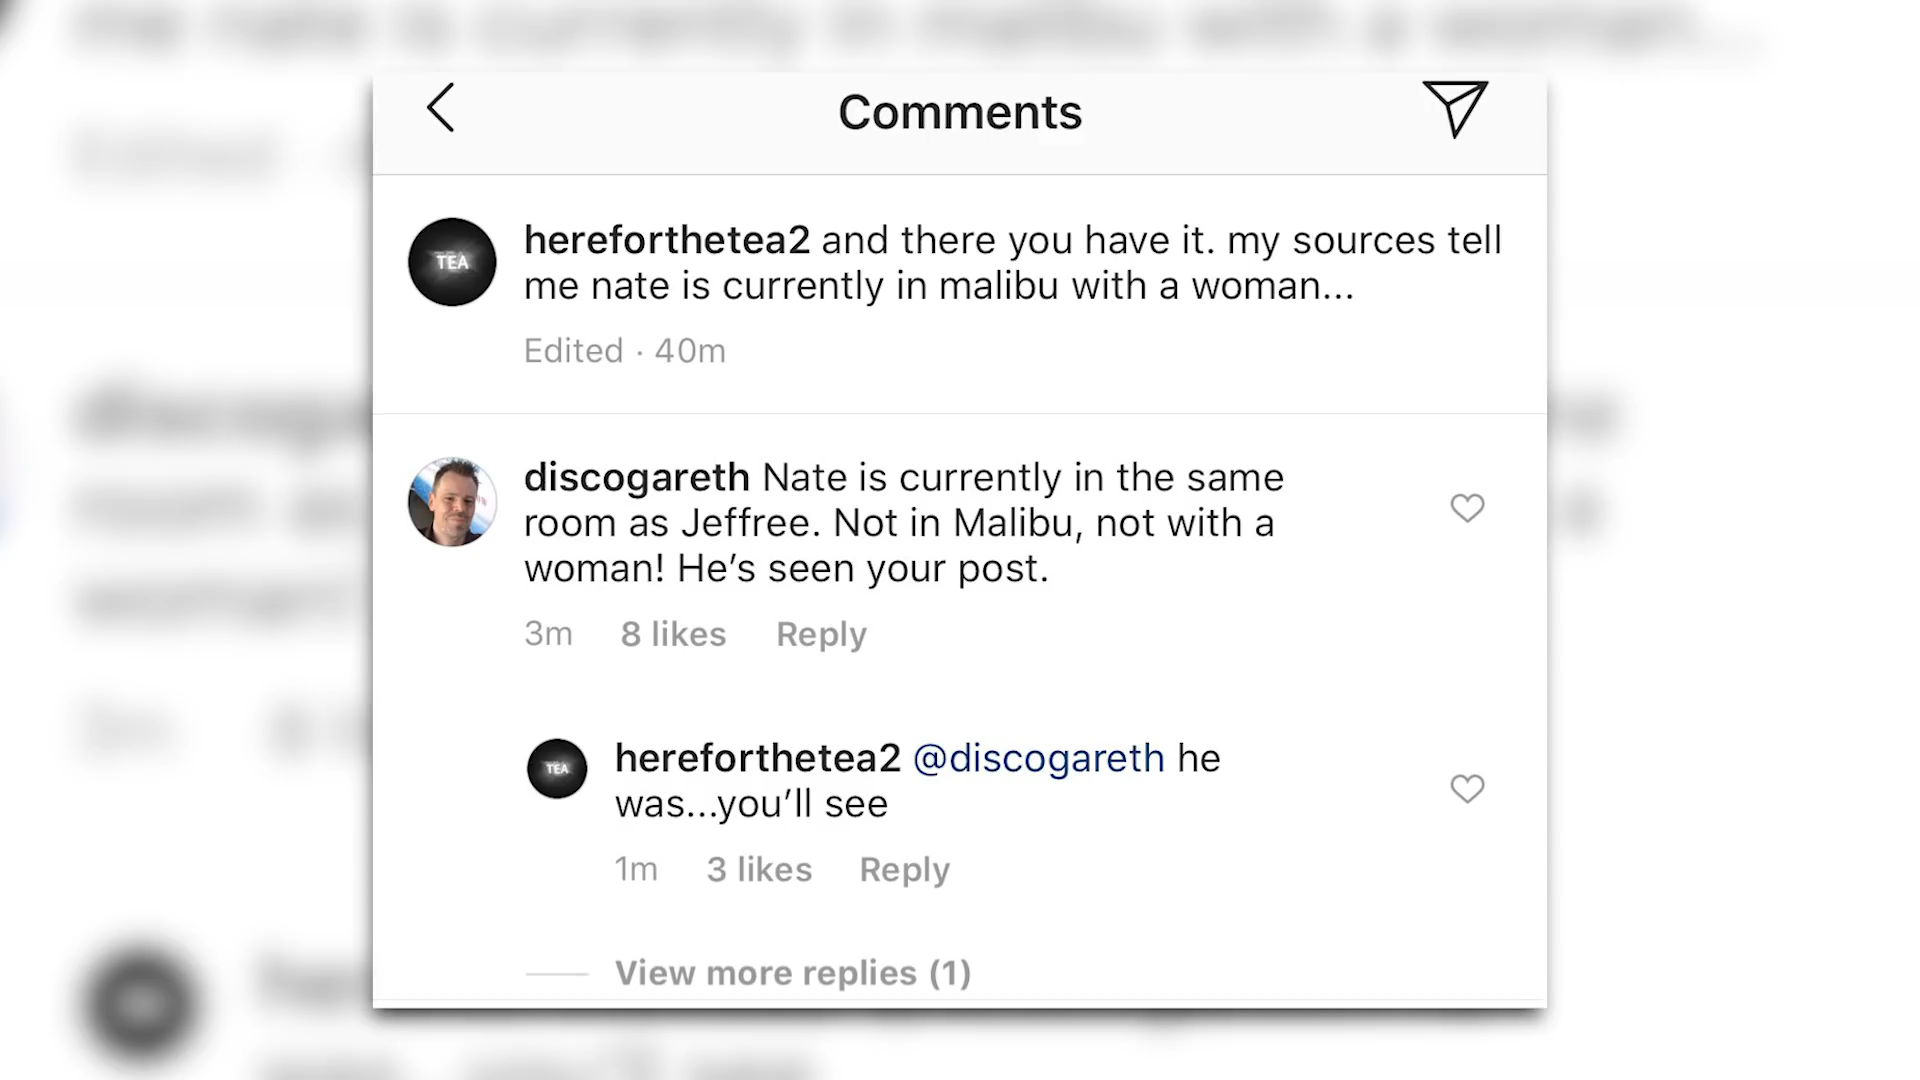 Comments
TEA
hereforthetea2 and there you have it. my sources tell
me nate is currently in malibu with a woman...
Edited · 40m
discogareth Nate is currently in the same
room as Jeffree. Not in Malibu, not with a
woman! He’s seen your post.
3m 8 likes Reply
TEA
hereforthetea2 @discogareth he
was...you’ll see
1m 3 likes Reply
View more replies (1)